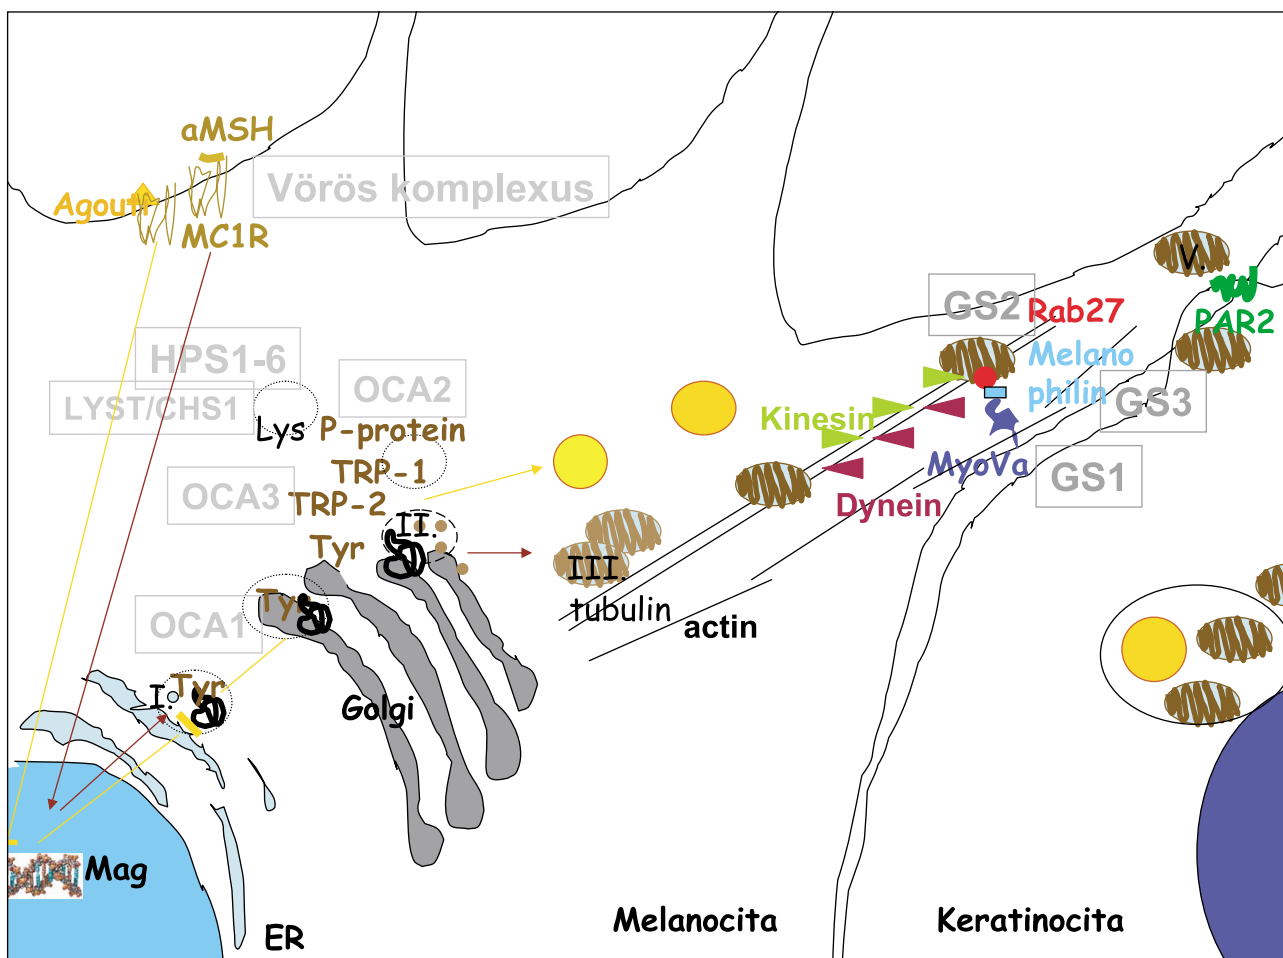 aMSH
Vörös komplexus
Agouti
MC1R
V.
GS2
Rab27
PAR2
HPS1-6
Melano
philin
OCA2
LYST/CHS1
GS3
Lys
P-protein
Kinesin
TRP-1
MyoVa
GS1
OCA3
TRP-2
Dynein
II.
Tyr
III.
tubulin
Tyr
actin
OCA1
I.
Tyr
Golgi
Mag
Melanocita
Keratinocita
ER